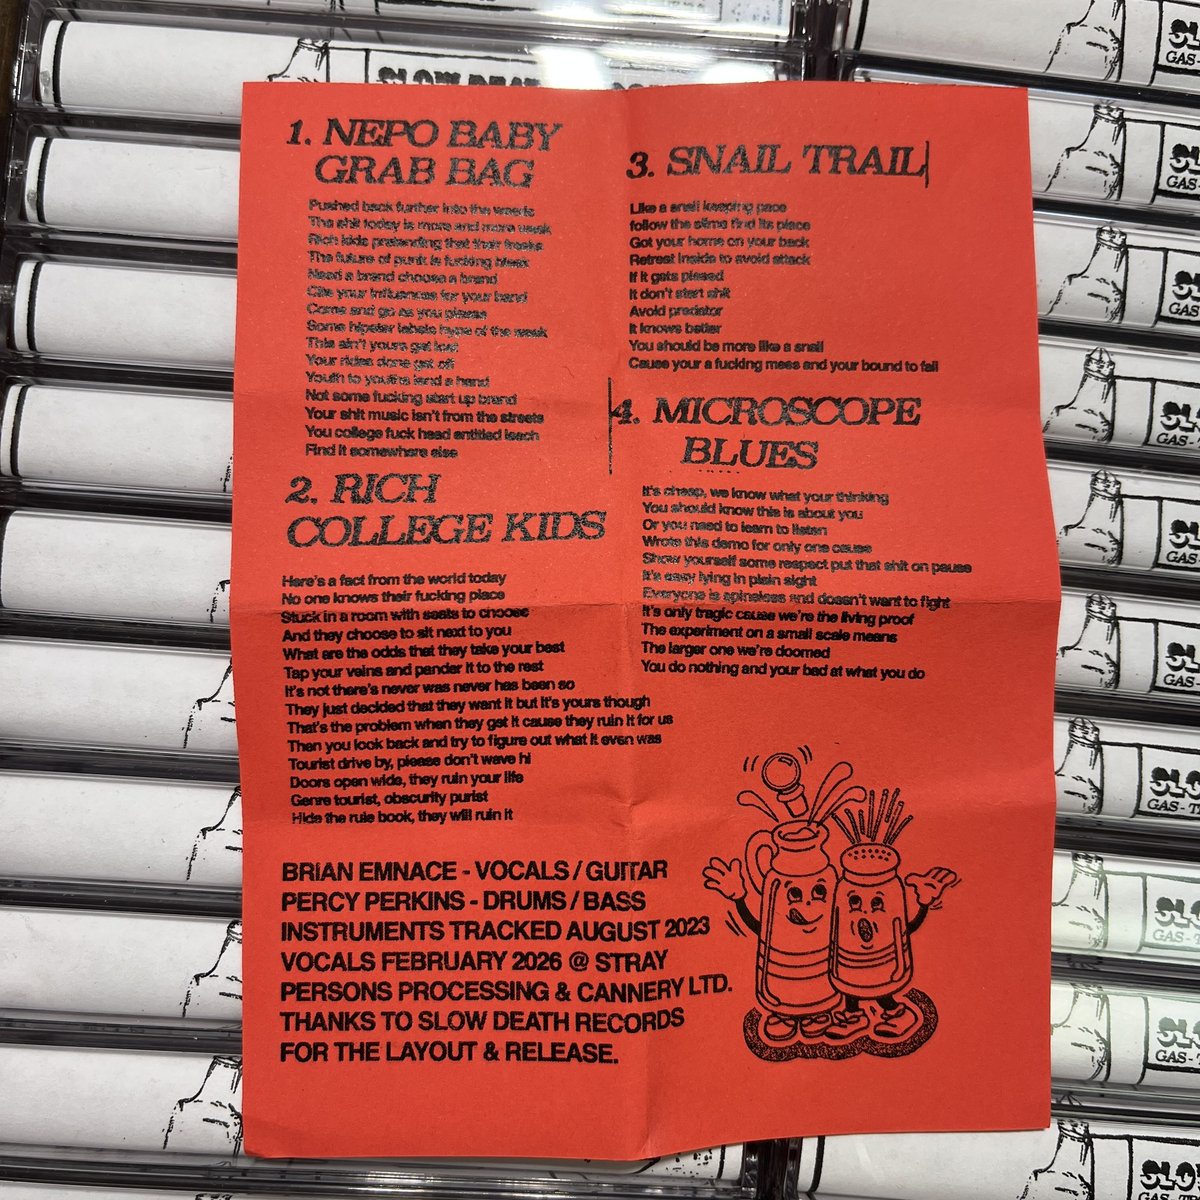 1. NEPO BABY
GRAB BAG
Pushed back further into the weeds
The shit today is more and more weak
Rich kids pretending that their freaks
The future of punk is fucking bleak
Need a brand choose a brand
Cite your influences for your band
Come and go as you please
Some hipster labels hype of the week
This ain't yours get lost
Your rides done get off
Youth to youths lend a hand
Not some fucking start up brand
Your shit music isn't from the streets
You college fuck head entitled leach
Find it somewhere else
2. RICH
COLLEGE KIDS
Here's a fact from the world today
No one knows their fucking place
Stuck in a room with seats to choose
And they choose to sit next to you
What are the odds that they take your best
Tap your veins and pander it to the rest
It's not there's never was never has been so
They just decided that they want it but it's yours though
That's the problem when they get it cause they ruin it for us
Then you look back and try to figure out what it even was
Tourist drive by, please don't wave hi
Doors open wide, they ruin your life
Genre tourist, obscurity purist
Hide the rule book, they will ruin it
3. SNAIL TRAIL
Like a snail keeping pace
follow the slime find its place
Got your home on your back
Retreat inside to avoid attack
If it gets pissed
It don't start shit
Avoid predator
It knows better
You should be more like a snail
Cause your a fucking mess and your bound to fail
4. MICROSCOPE
BLUES
It's cheap, we know what your thinking
You should know this is about you
Or you need to learn to listen
Wrote this demo for only one cause
Show yourself some respect put that shit on pause
It's easy lying in plain sight
Everyone is spineless and doesn't want to fight
It's only tragic cause we're the living proof
The experiment on a small scale means
The larger one we're doomed
You do nothing and your bad at what you do
BRIAN EMNACE - VOCALS / GUITAR
PERCY PERKINS - DRUMS / BASS
INSTRUMENTS TRACKED AUGUST 2023
VOCALS FEBRUARY 2026 @ STRAY
PERSONS PROCESSING & CANNERY LTD.
THANKS TO SLOW DEATH RECORDS
FOR THE LAYOUT & RELEASE.